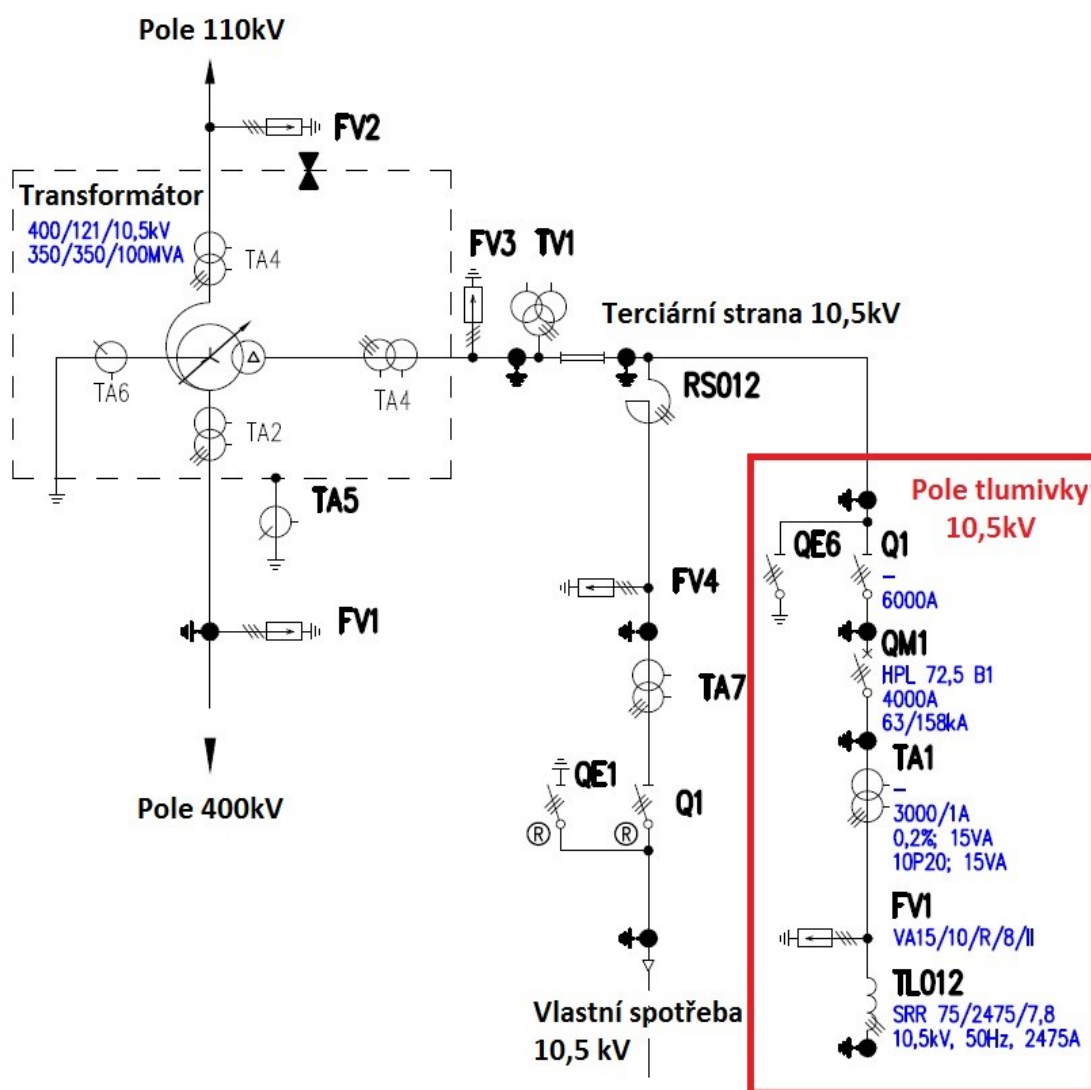 Pole 110kV
FV2
Transformátor
400/121/10,5kV
350/350/100MVA
TA4
FV3
TV1
Terciární strana 10,5kV
TA6
TA4
RS012
TA2
TA5
Pole tlumivky
10,5kV
QE6
Q1
–
6000A
FV4
FV1
QM1
HPL 72,5 B1
4000A
63/158kA
TA7
TA1
–
3000/1A
0,2%; 15VA
10P20; 15VA
Pole 400kV
QE1
Q1
R
R
FV1
VA15/10/R/8/II
TL012
SRR 75/2475/7,8
10,5kV, 50Hz, 2475A
Vlastní spotřeba
10,5 kV